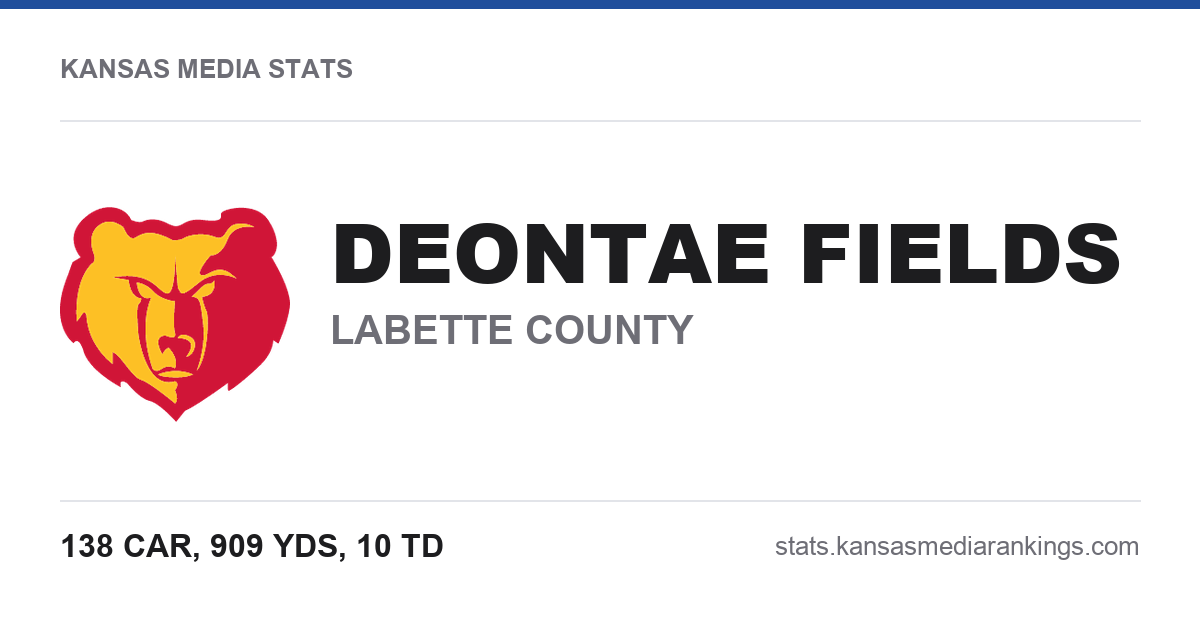 KANSAS MEDIA STATS
DEONTAE FIELDS
LABETTE COUNTY
138 CAR, 909 YDS, 10 TD
stats.kansasmediarankings.com